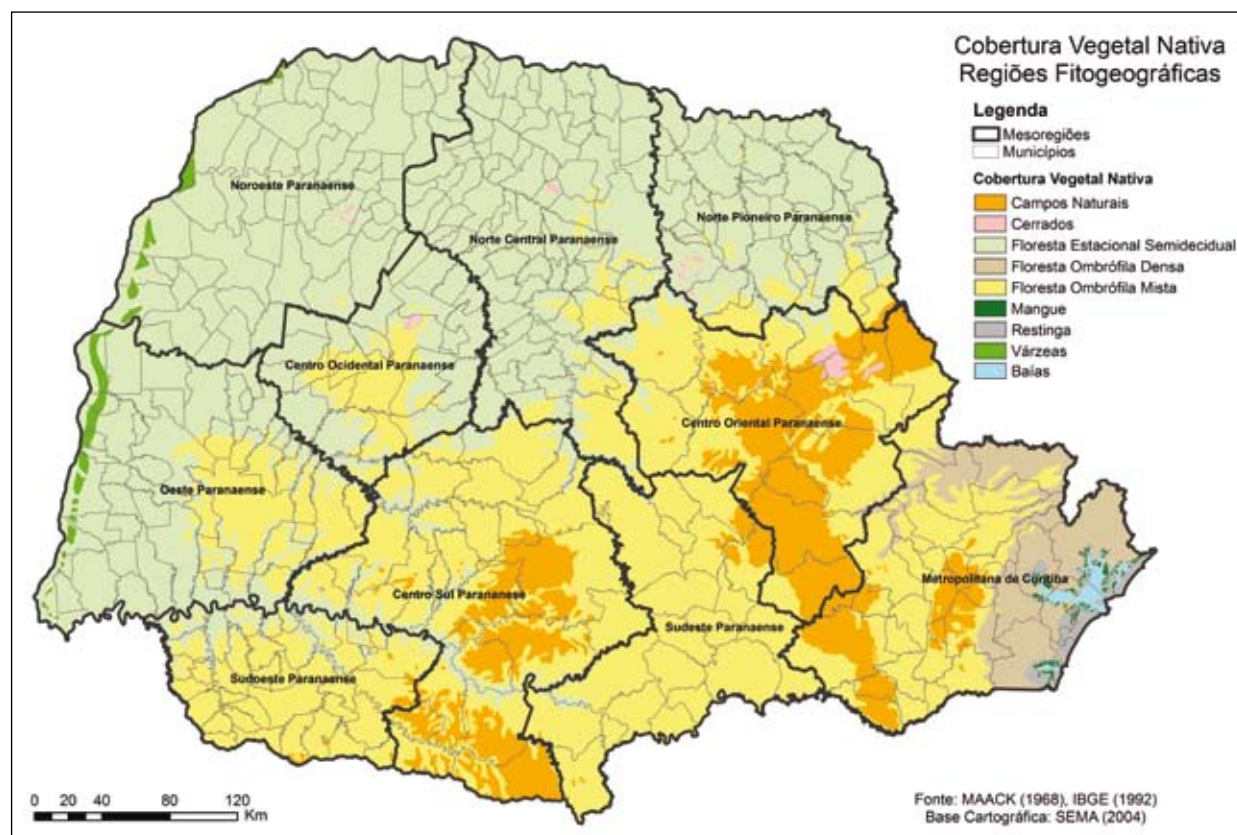 Cobertura Vegetal Nativa
Regiões Fitogeográficas
Legenda
Mesoregiões
Municípios
Cobertura Vegetal Nativa
Campos Naturais
Cerrados
Floresta Estacional Semidecidual
Floresta Ombrófila Densa
Floresta Ombrófila Mista
Mangue
Restinga
Várzeas
Baías
Noroeste Paranaense
Norte Central Paranaense
Norte Pioneiro Paranaense
Centro Ocidental Paranaense
Centro Oriental Paranaense
Oeste Paranaense
Metropolitana de Curitiba
Centro Sul Parananese
Sudeste Paranaense
Sudoeste Paranaense
0 10 20 40 80 120
Km
Fonte: MAACK (1968), IBGE (1992)
Base Cartográfica: SEMA (2004)